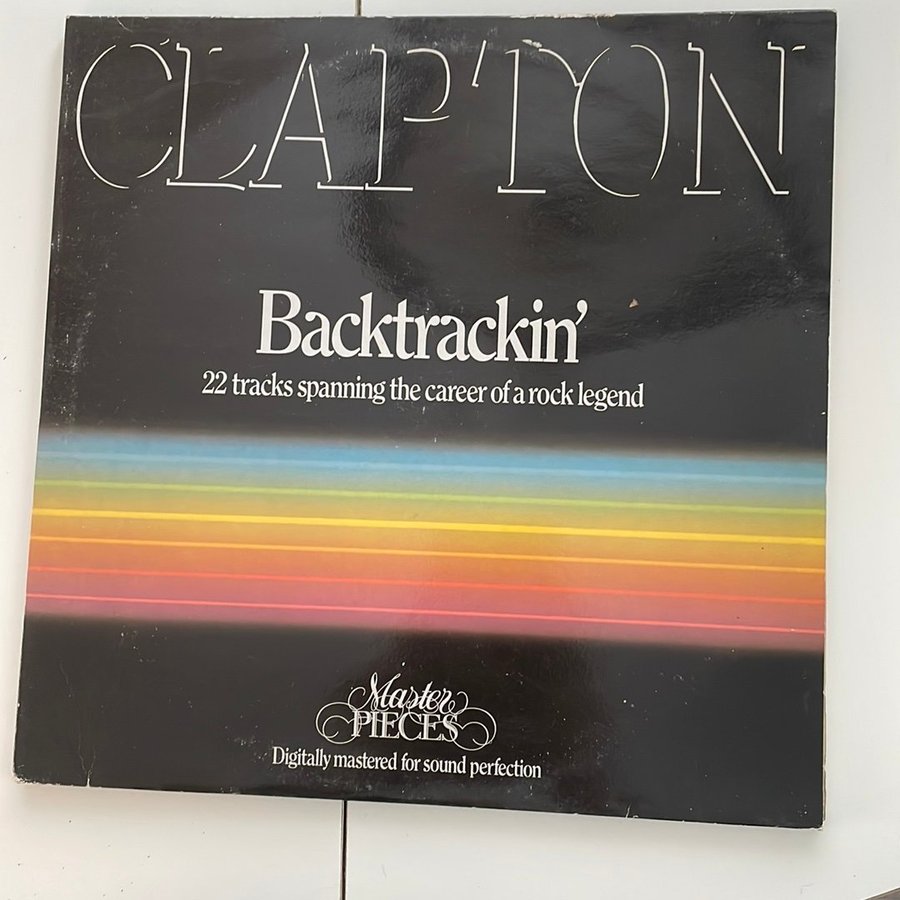 CLAPTON
Backtrackin’
22 tracks spanning the career of a rock legend
Master
PIECES
Digitally mastered for sound perfection